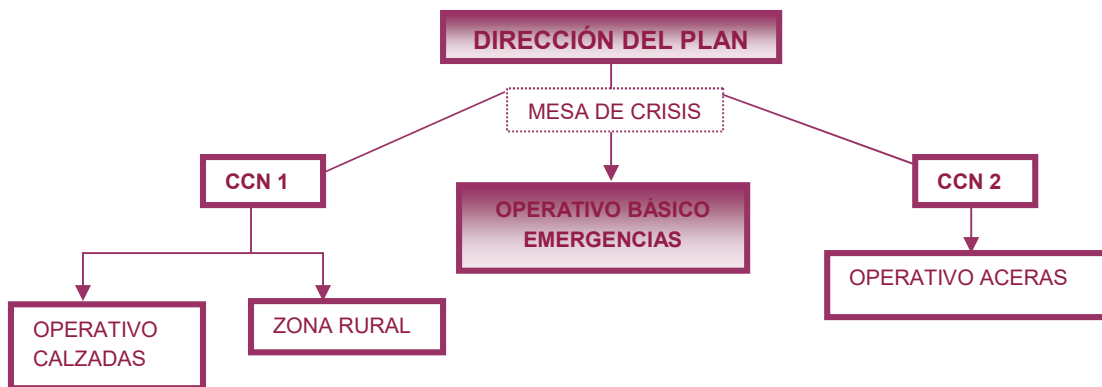 DIRECCIÓN DEL PLAN
MESA DE CRISIS
CCN 1
OPERATIVO BÁSICO
EMERGENCIAS
CCN 2
OPERATIVO
CALZADAS
ZONA RURAL
OPERATIVO ACERAS